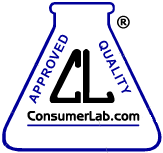 ®
APPROVED
QUALITY
CL
ConsumerLab.com